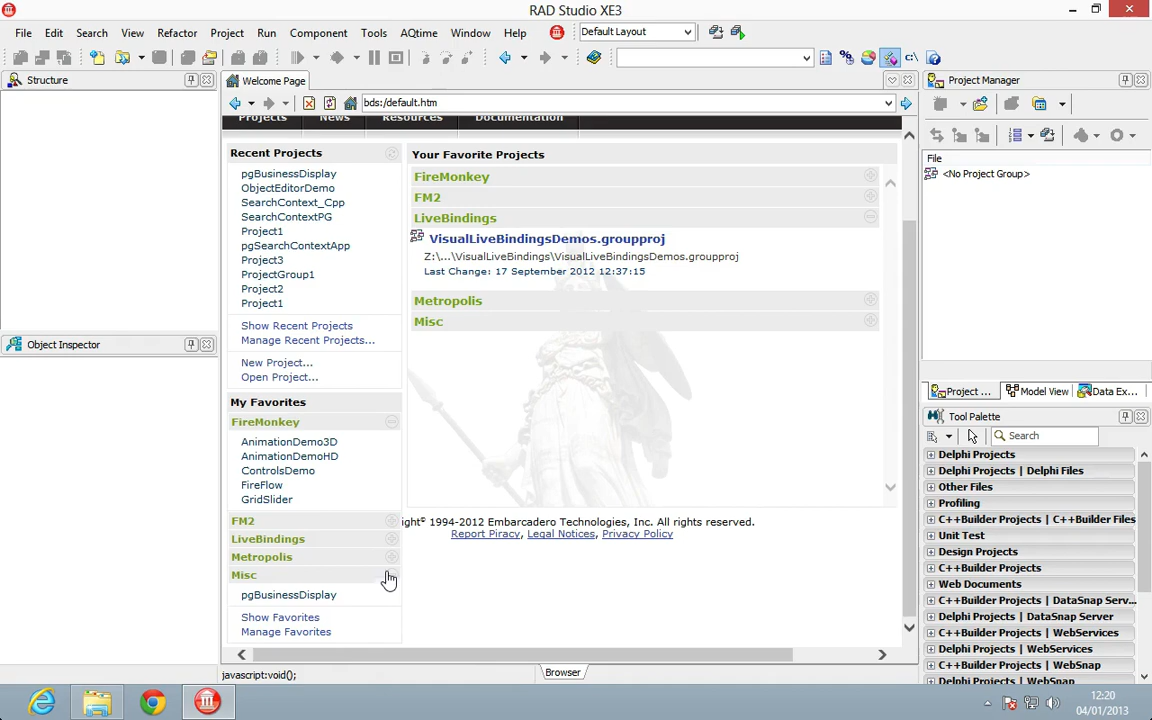 RAD Studio XE3
File Edit Search View Refactor Project Run Component Tools AQtime Window Help
Default Layout
Structure
Welcome Page
Project Manager
bds:/default.htm
Projects News Resources Documentation
Recent Projects
pgBusinessDisplay
ObjectEditorDemo
SearchContext_Cpp
SearchContextPG
Project1
pgSearchContextApp
Project3
ProjectGroup1
Project2
Project1
Show Recent Projects
Manage Recent Projects...
New Project...
Open Project...
My Favorites
FireMonkey
AnimationDemo3D
AnimationDemoHD
ControlsDemo
FireFlow
GridSlider
FM2
LiveBindings
Metropolis
Misc
pgBusinessDisplay
Show Favorites
Manage Favorites
Your Favorite Projects
FireMonkey
FM2
LiveBindings
VisualLiveBindingsDemos.groupproj
Z:\...\VisualLiveBindings\VisualLiveBindingsDemos.groupproj
Last Change: 17 September 2012 12:37:15
Metropolis
Misc
ight© 1994-2012 Embarcadero Technologies, Inc. All rights reserved.
Report Piracy, Legal Notices, Privacy Policy
Object Inspector
File
<No Project Group>
Project ... Model View Data Ex...
Tool Palette
Search
Delphi Projects
Delphi Projects | Delphi Files
Other Files
Profiling
C++Builder Projects | C++Builder Files
Unit Test
Design Projects
C++Builder Projects
Web Documents
C++Builder Projects | DataSnap Serv...
Delphi Projects | DataSnap Server
C++Builder Projects | WebServices
Delphi Projects | WebServices
C++Builder Projects | WebSnap
Delphi Projects | WebSnap
javascript:void();
Browser
12:20
04/01/2013